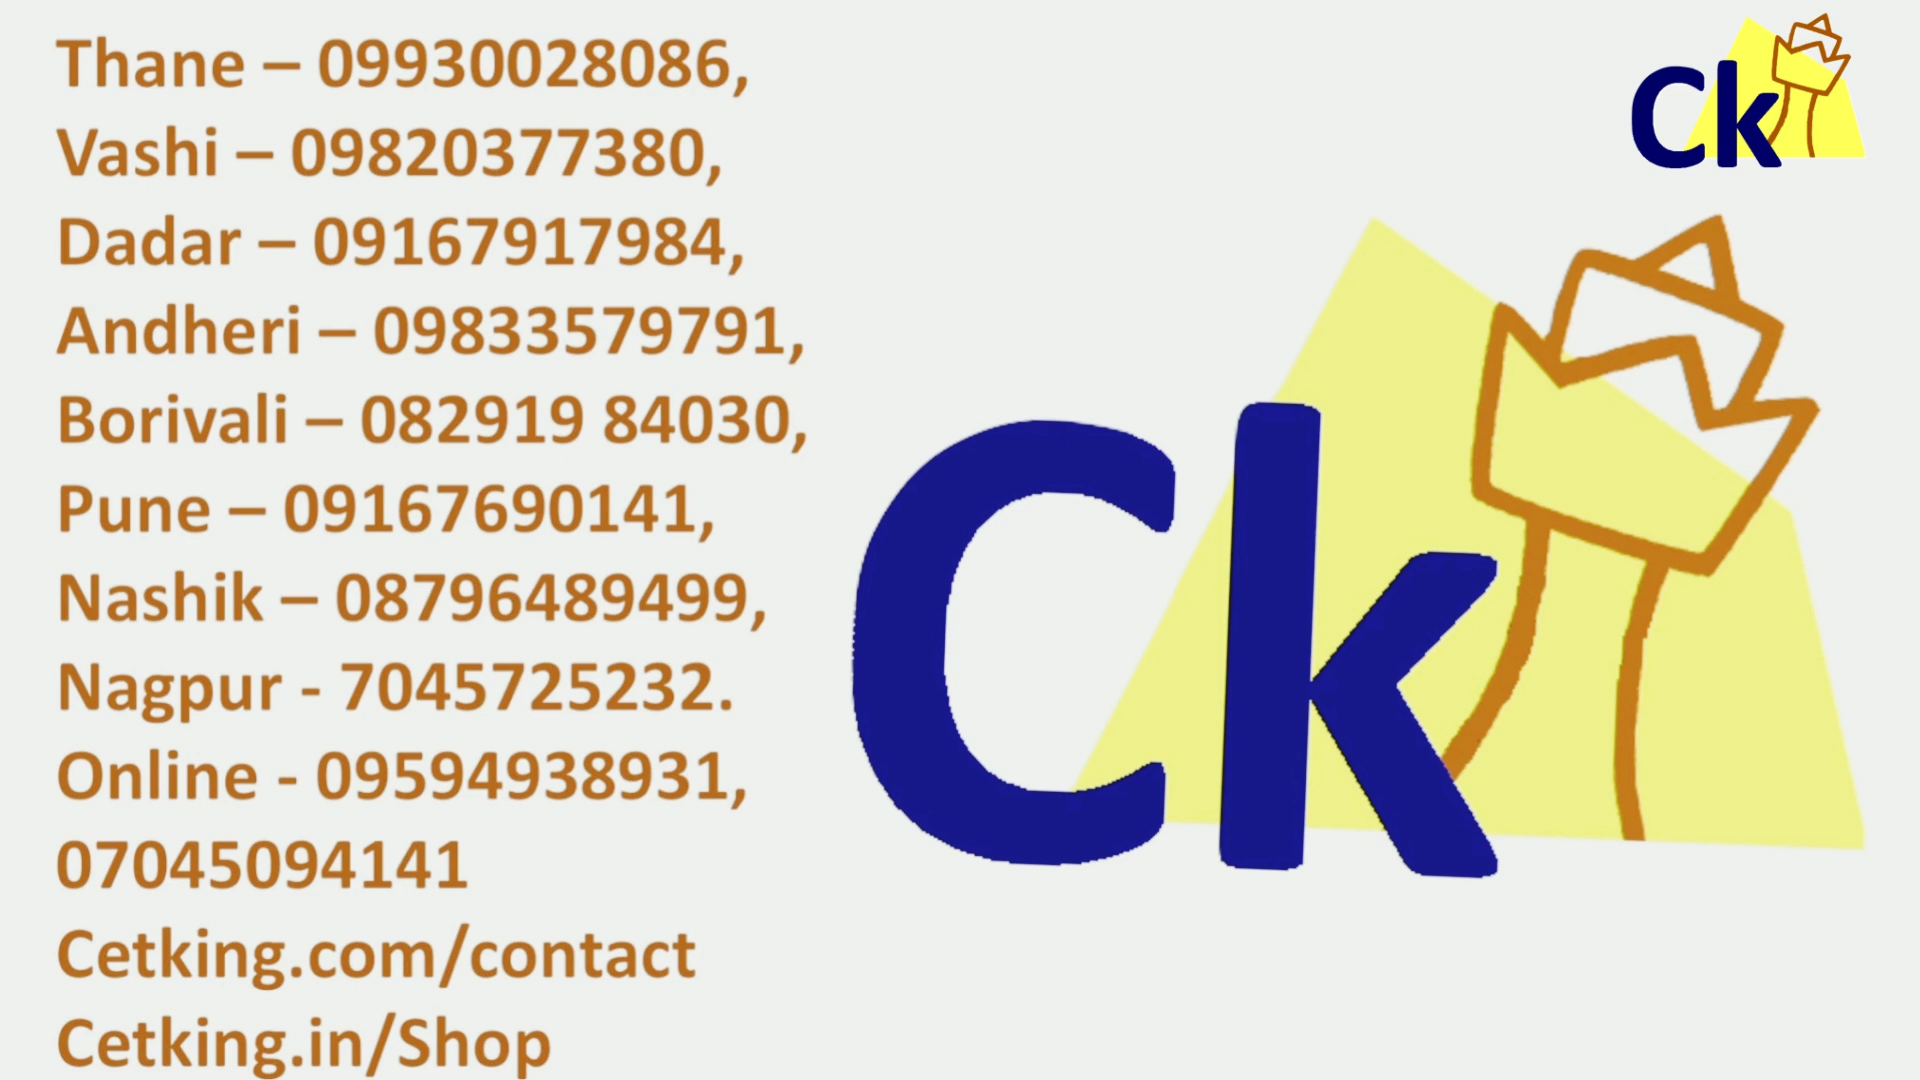 Thane – 09930028086,
Vashi – 09820377380,
Dadar – 09167917984,
Andheri – 09833579791,
Borivali – 082919 84030,
Pune – 09167690141,
Nashik – 08796489499,
Nagpur - 7045725232.
Online - 09594938931,
07045094141
Cetking.com/contact
Cetking.in/Shop
Ck
Ck